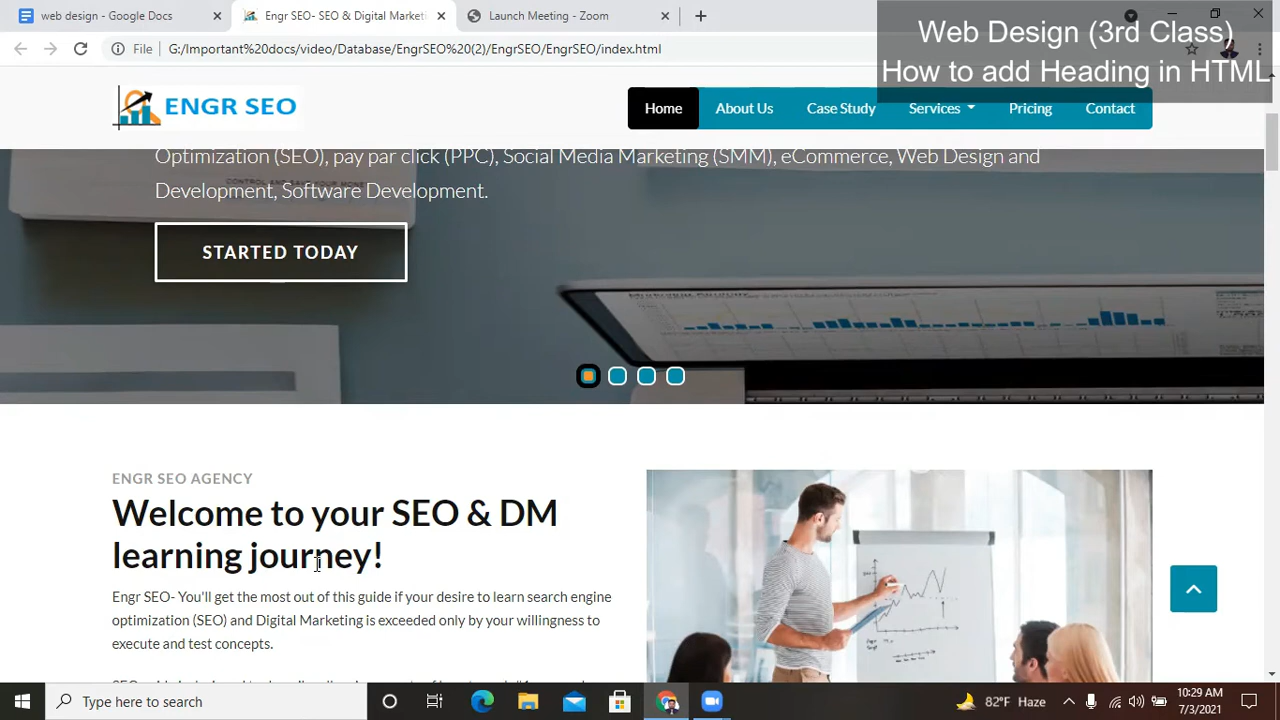 web design - Google Docs
Engr SEO- SEO & Digital Marketi
Launch Meeting - Zoom
Web Design (3rd Class)
How to add Heading in HTML
File
G:/Important%20docs/video/Database/EngrSEO%20(2)/EngrSEO/EngrSEO/index.html
ENGR SEO
Home
About Us
Case Study
Services
Pricing
Contact
Optimization (SEO), pay par click (PPC), Social Media Marketing (SMM), eCommerce, Web Design and
Development, Software Development.
STARTED TODAY
ENGR SEO AGENCY
Welcome to your SEO & DM
learning journey!
Engr SEO- You'll get the most out of this guide if your desire to learn search engine
optimization (SEO) and Digital Marketing is exceeded only by your willingness to
execute and test concepts.
Type here to search
82°F Haze
10:29 AM
7/3/2021